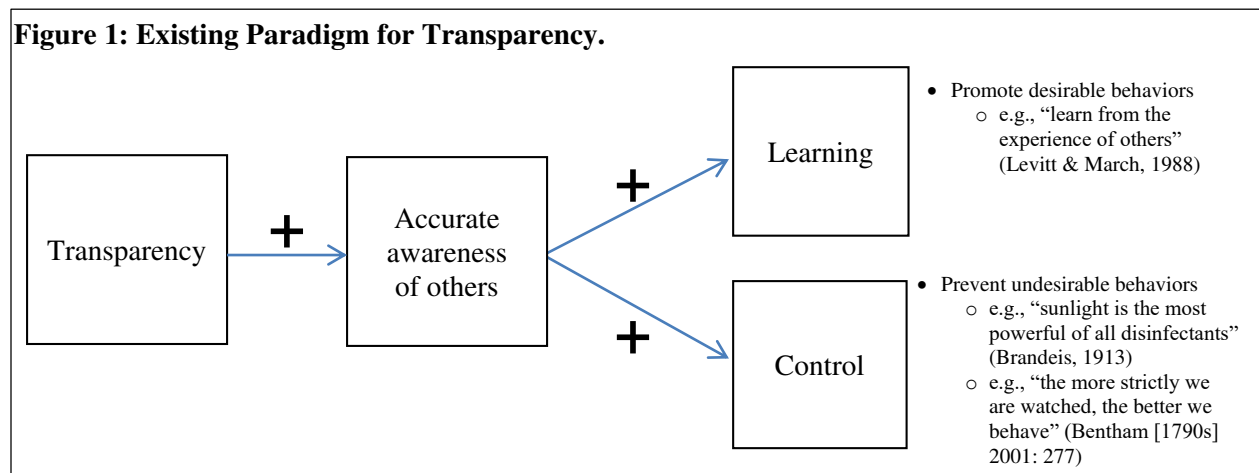 Figure 1: Existing Paradigm for Transparency.
Transparency
+
Accurate
awareness
of others
+
+
Learning
• Promote desirable behaviors
o e.g., “learn from the
experience of others”
(Levitt & March, 1988)
Control
• Prevent undesirable behaviors
o e.g., “sunlight is the most
powerful of all disinfectants”
(Brandeis, 1913)
o e.g., “the more strictly we
are watched, the better we
behave” (Bentham [1790s]
2001: 277)